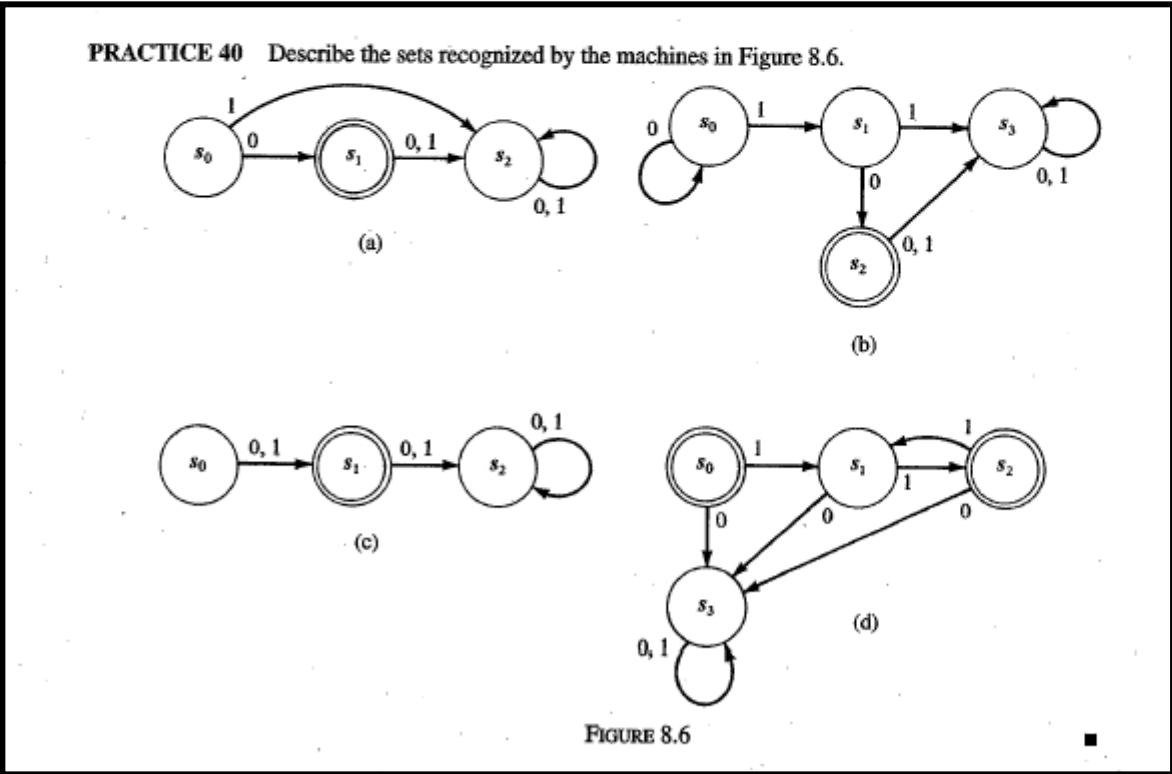 PRACTICE 40 Describe the sets recognized by the machines in Figure 8.6.
1
s0
0
s1
0, 1
s2
0, 1
(a)
0
s0
1
s1
1
s3
0, 1
0
s2
0, 1
(b)
s0
0, 1
s1
0, 1
s2
0, 1
(c)
s0
1
s1
1
1
s2
0
0
0
s3
0, 1
(d)
FIGURE 8.6